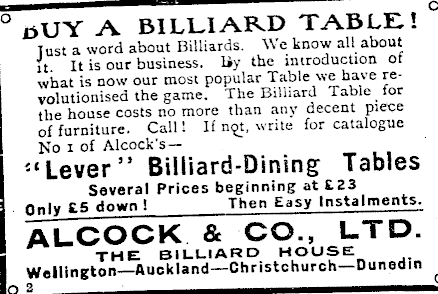 BUY A BILLIARD TABLE!
Just a word about Billiards. We know all about
it. It is our business. By the introduction of
what is now our most popular Table we have re-
volutionised the game. The Billiard Table for
the house costs no more than any decent piece
of furniture. Call! If not, write for catalogue
No 1 of Alcock's—
"Lever" Billiard-Dining Tables
Several Prices beginning at £23
Only £5 down! Then Easy Instalments.
ALCOCK & CO., LTD.
THE BILLIARD HOUSE
Wellington—Auckland—Christchurch—Dunedin
2